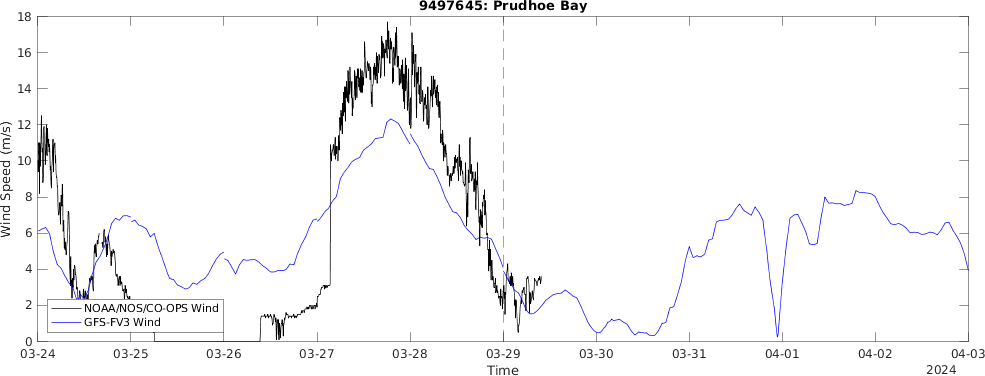 9497645: Prudhoe Bay
18
16
14
12
10
8
6
4
2
0
Wind Speed (m/s)
NOAA/NOS/CO-OPS Wind
GFS-FV3 Wind
03-24 03-25 03-26 03-27 03-28 03-29 03-30 03-31 04-01 04-02 04-03
Time
2024